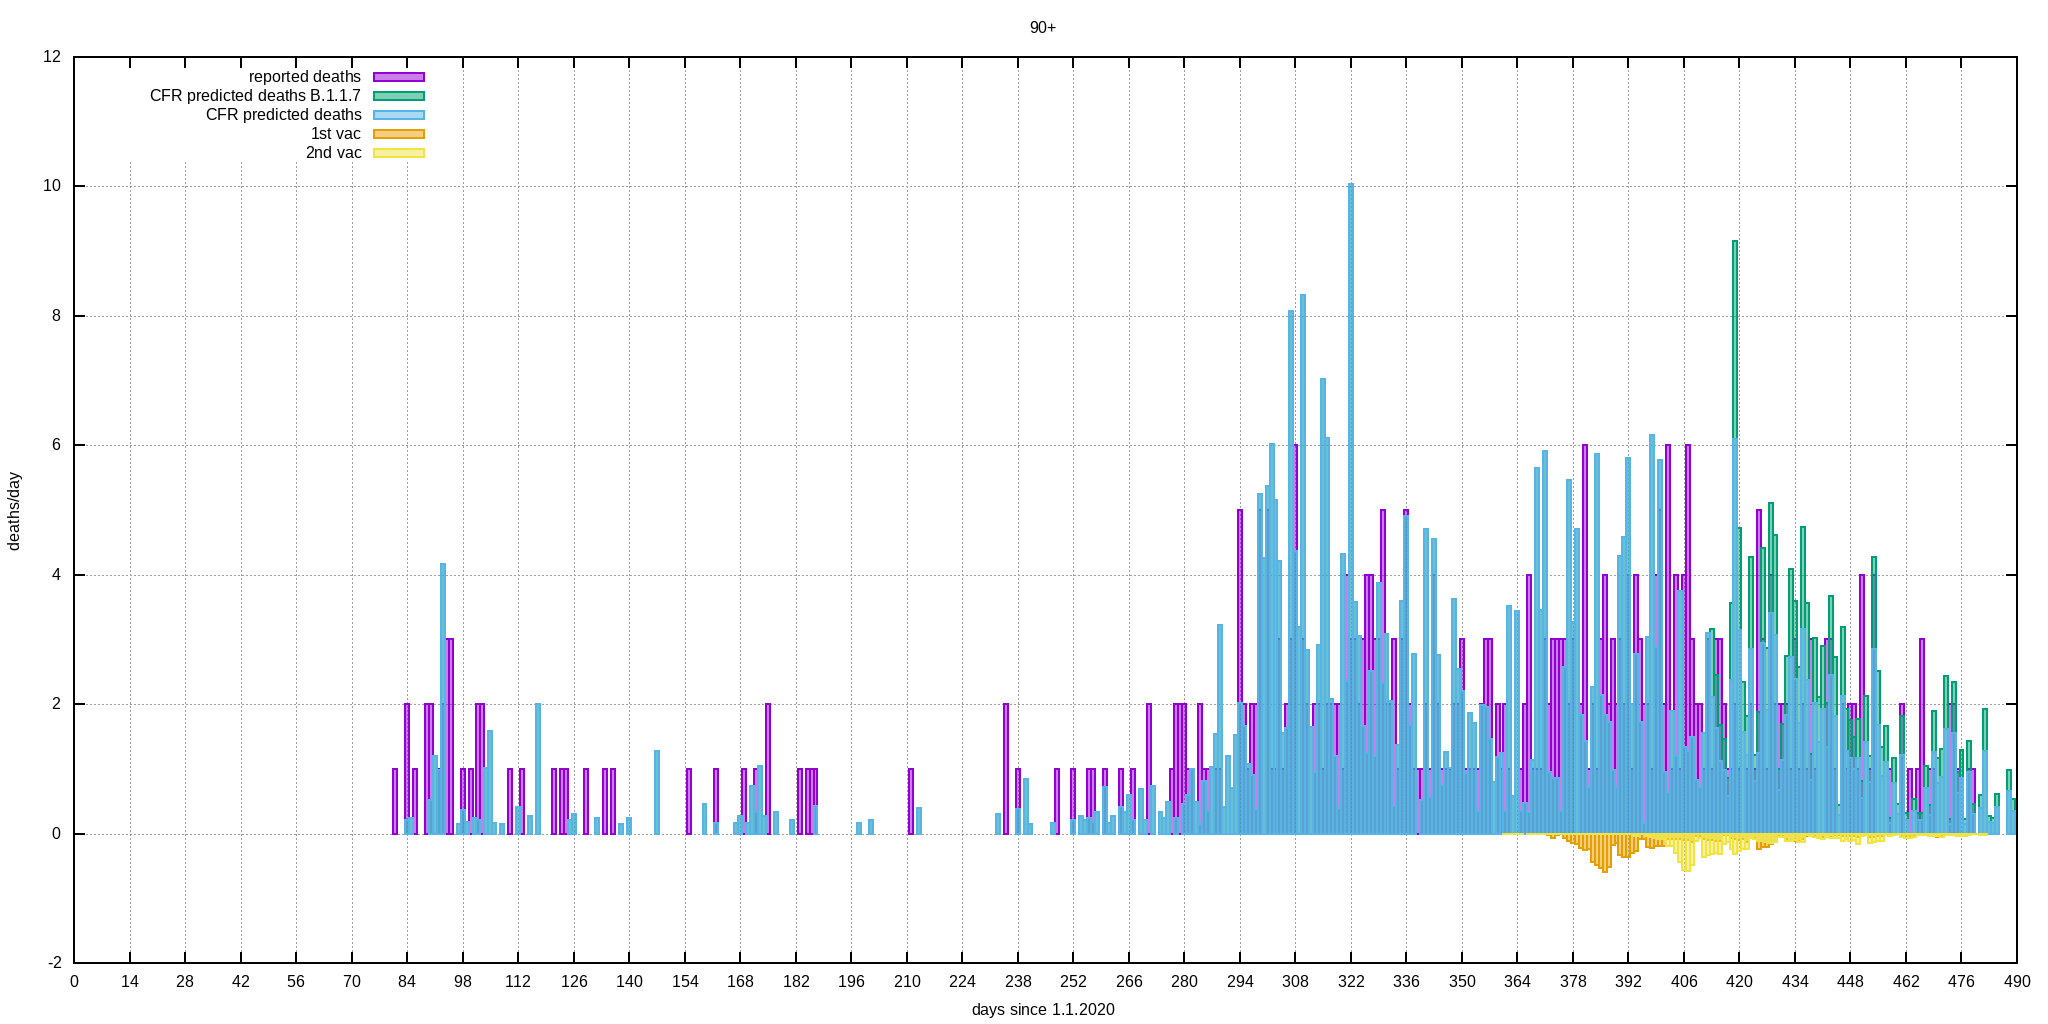 90+
12
reported deaths
CFR predicted deaths B.1.1.7
CFR predicted deaths
1st vac
2nd vac
10
8
6
4
2
0
-2
deaths/day
0 14 28 42 56 70 84 98 112 126 140 154 168 182 196 210 224 238 252 266 280 294 308 322 336 350 364 378 392 406 420 434 448 462 476 490
days since 1.1.2020